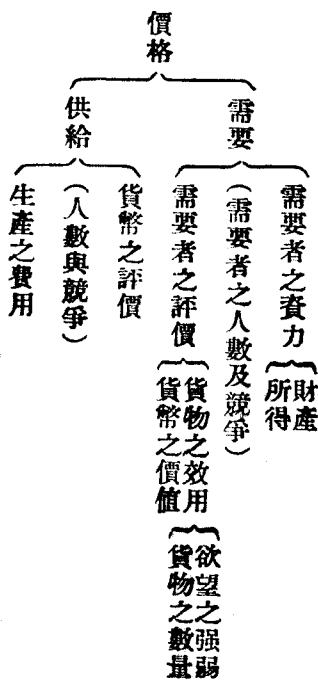 價格
需要
需要者之資力
財產
所得
（需要者之人數及競爭）
需要者之評價
貨物之效用
欲望之强弱
貨物之數量
貨幣之價值
供給
貨幣之評價
（人數與競爭）
生產之費用